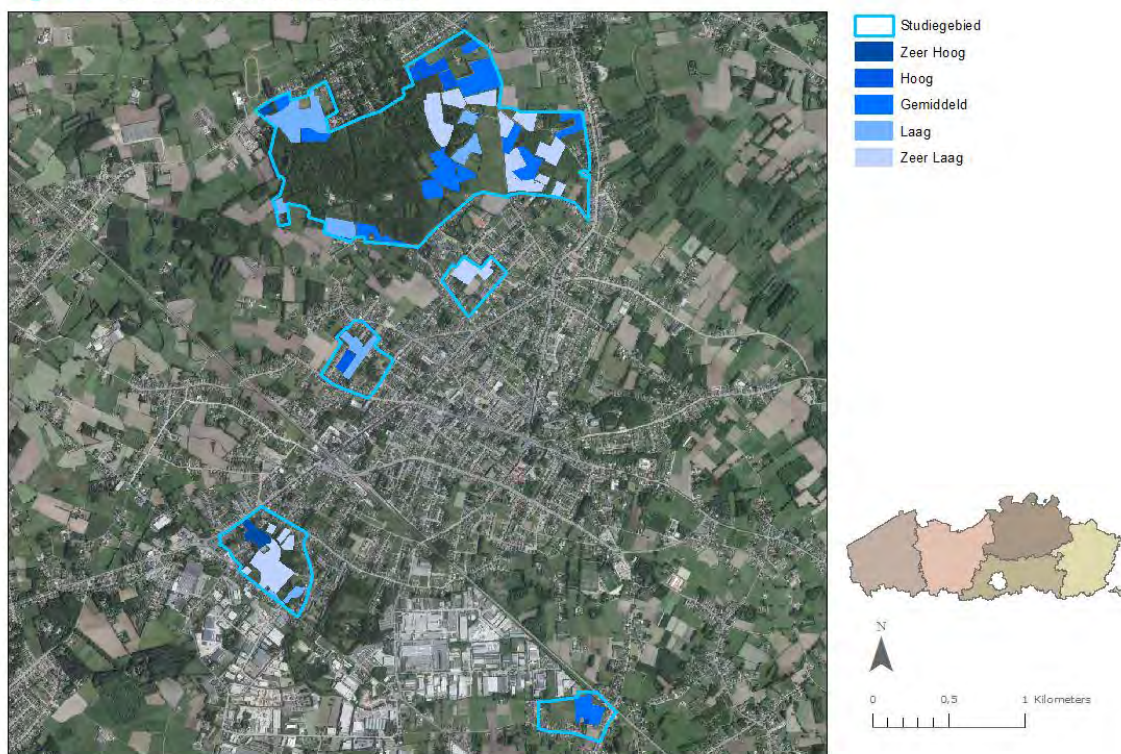 Studiegebied
Zeer Hoog
Hoog
Gemiddeld
Laag
Zeer Laag
N
0 0,5 1 Kilometers